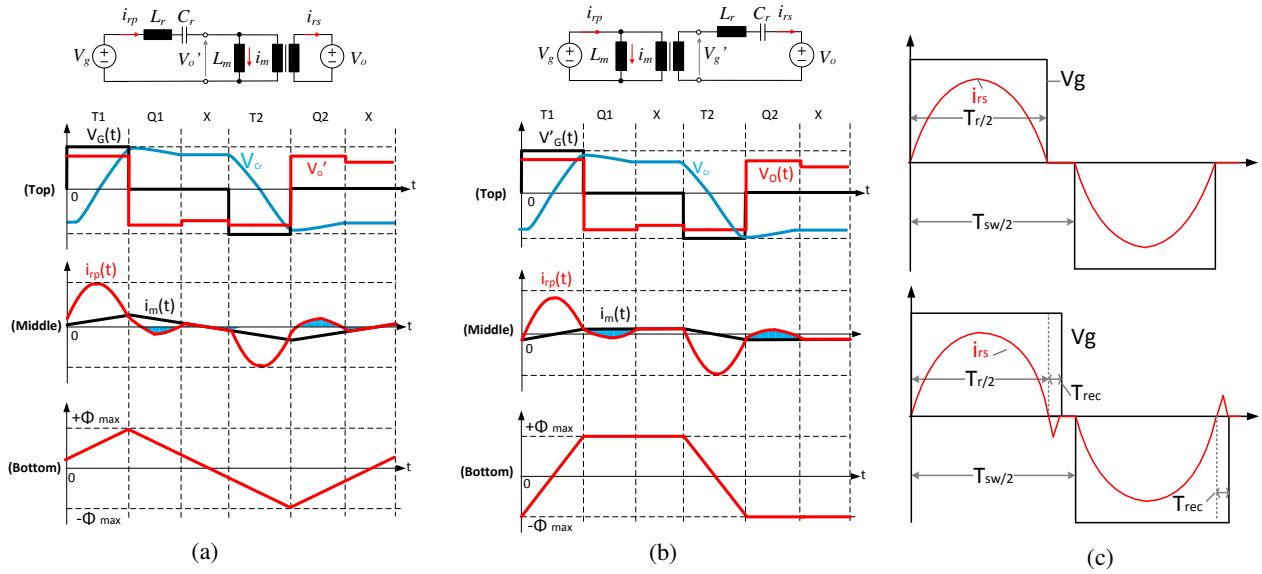 i_rp L_r C_r i_rs
V_g V_o' L_m i_m V_o
T1 Q1 X T2 Q2 X
V_G(t)
V_cr V_o'
(Top) 0 t
i_rp(t)
i_m(t)
(Middle) 0 t
+Φ max
(Bottom) 0 t
-Φ max
(a)
i_rp L_r C_r i_rs
V_g L_m i_m V_g' V_o
T1 Q1 X T2 Q2 X
V'_G(t)
V_cr V_O(t)
(Top) 0 t
i_rp(t)
i_m(t)
(Middle) 0 t
+Φ max
(Bottom) 0 t
-Φ max
(b)
Vg
i_rs
T_r/2
T_sw/2
Vg
i_rs
T_r/2
T_rec
T_sw/2
T_rec
(c)